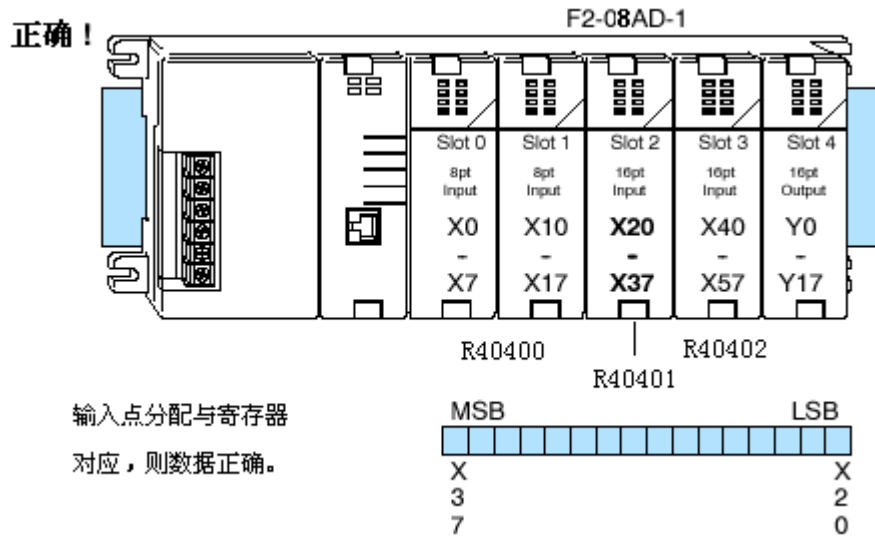 F2-08AD-1
正确！
Slot 0 Slot 1 Slot 2 Slot 3 Slot 4
8pt 8pt 16pt 16pt 16pt
Input Input Input Input Output
X0 X10 X20 X40 Y0
- - - - -
X7 X17 X37 X57 Y17
R40400 R40402
R40401
输入点分配与寄存器
对应，则数据正确。
MSB LSB
X X
3 2
7 0